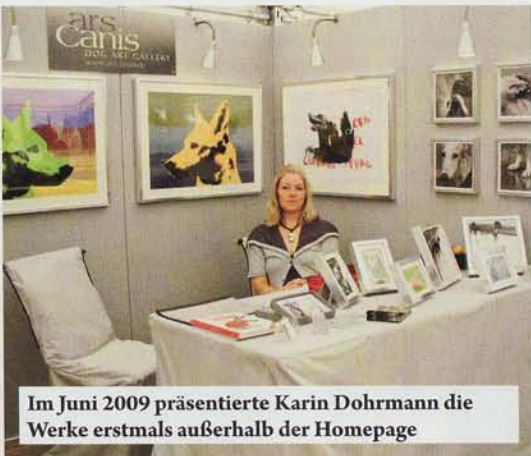 ars
Canis
DOG ART GALLERY
Im Juni 2009 präsentierte Karin Dohrmann die
Werke erstmals außerhalb der Homepage